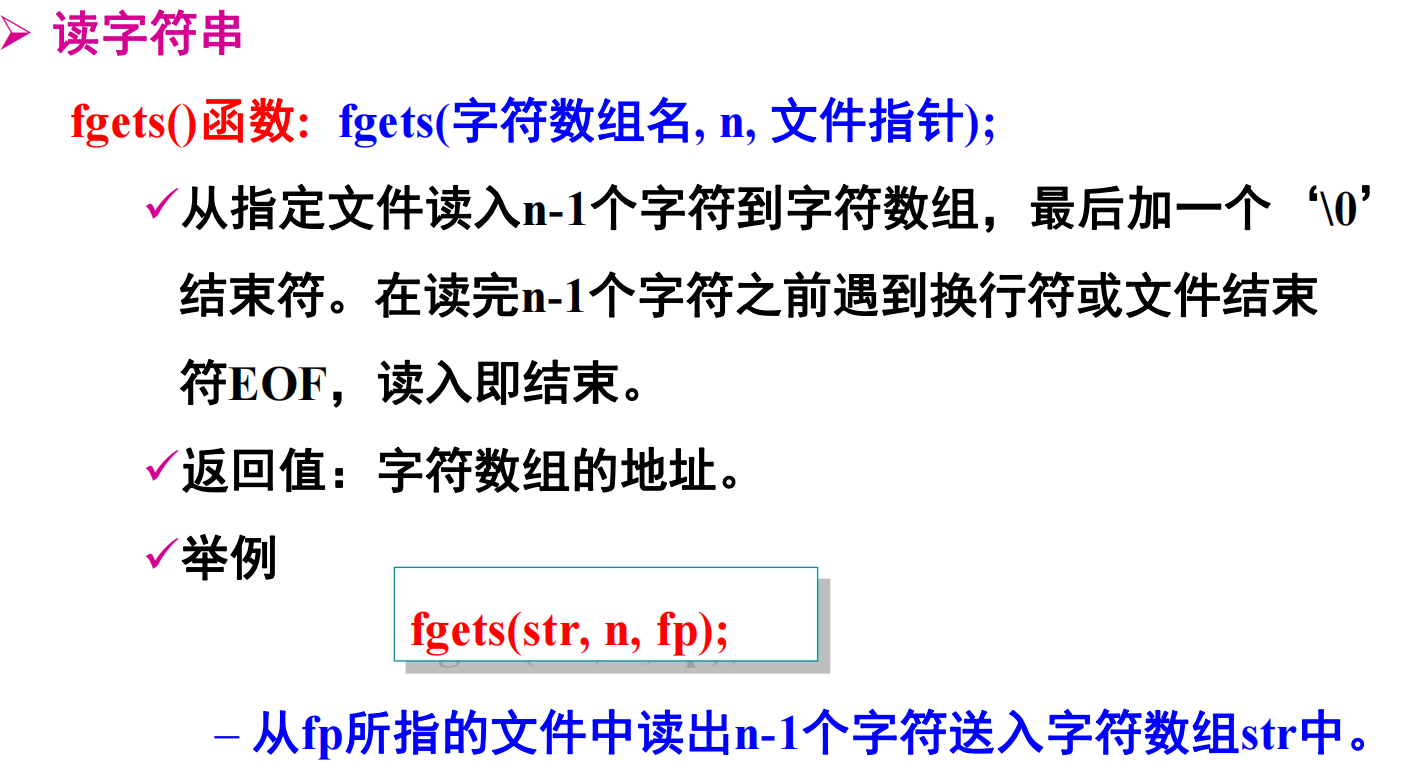 读字符串
fgets()函数: fgets(字符数组名, n, 文件指针);
从指定文件读入n-1个字符到字符数组，最后加一个‘\0’
结束符。在读完n-1个字符之前遇到换行符或文件结束
符EOF，读入即结束。
返回值：字符数组的地址。
举例
fgets(str, n, fp);
– 从fp所指的文件中读出n-1个字符送入字符数组str中。